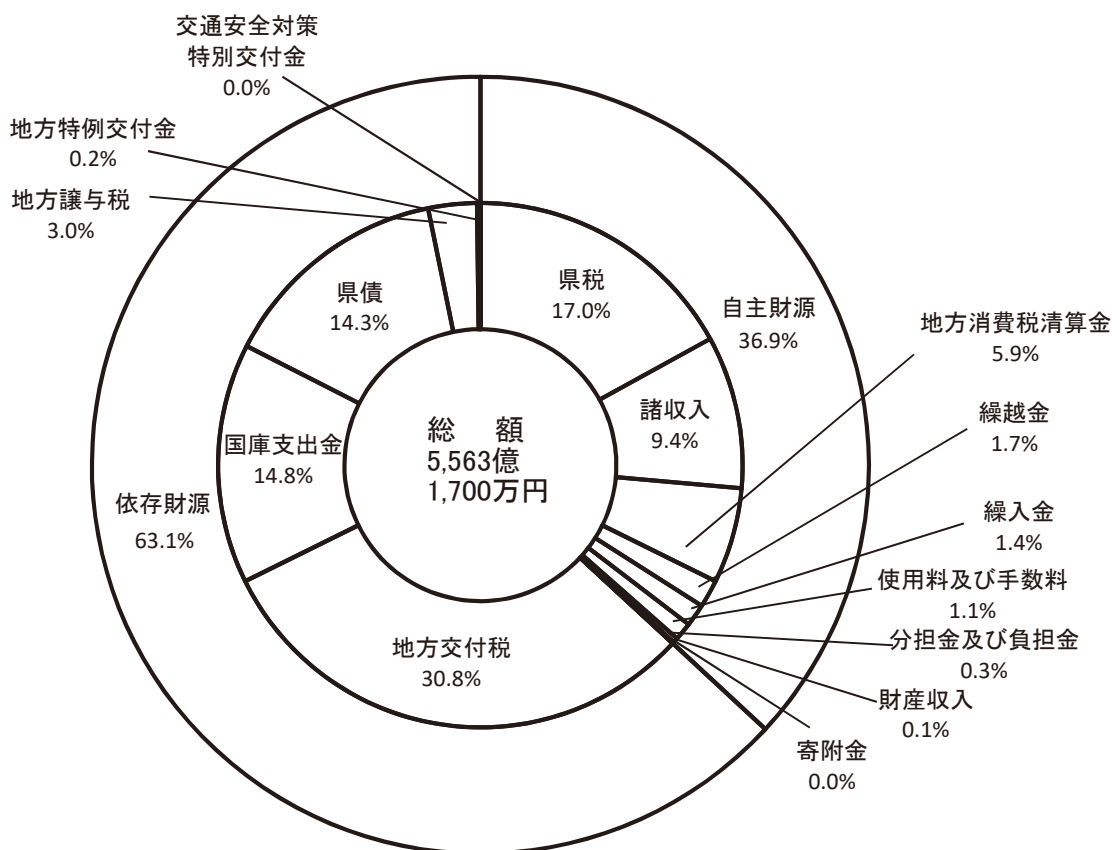 交通安全対策
特別交付金
0.0%
地方特例交付金
0.2%
地方譲与税
3.0%
県債
14.3%
県税
17.0%
自主財源
36.9%
地方消費税清算金
5.9%
諸収入
9.4%
繰越金
1.7%
総　額
5,563億
1,700万円
国庫支出金
14.8%
依存財源
63.1%
繰入金
1.4%
使用料及び手数料
1.1%
分担金及び負担金
0.3%
地方交付税
30.8%
財産収入
0.1%
寄附金
0.0%